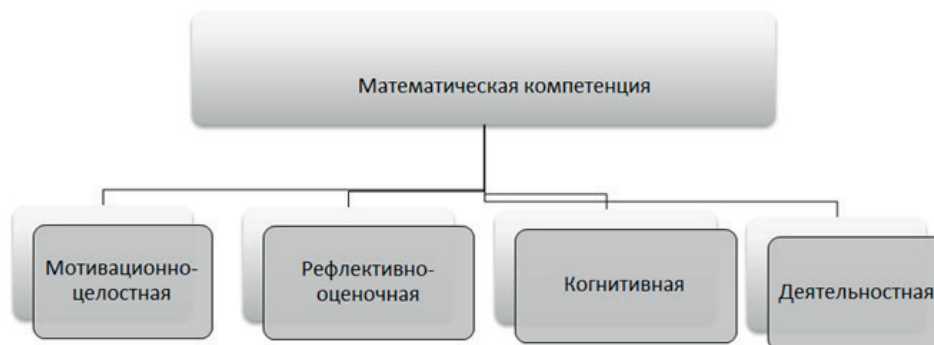 Математическая компетенция
Мотивационно-
целостная
Рефлективно-
оценочная
Когнитивная
Деятельностная